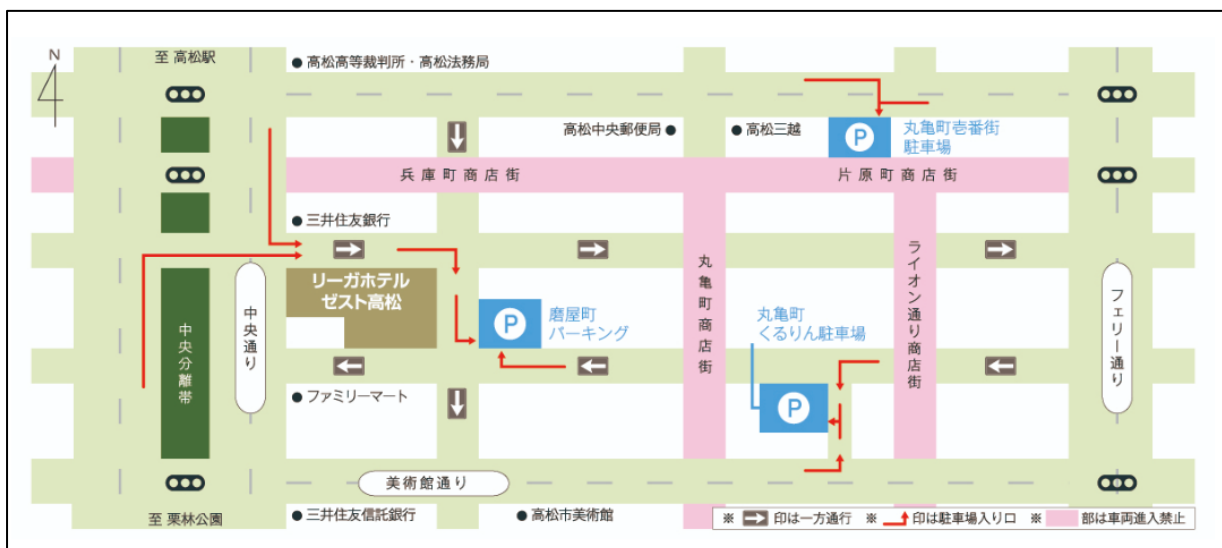 N
至 高松駅
● 高松高等裁判所・高松法務局
高松中央郵便局 ●
● 高松三越
P
丸亀町壱番街
駐車場
兵庫町商店街
片原町商店街
● 三井住友銀行
リーガホテル
ゼスト高松
P
磨屋町
パーキング
丸亀町商店街
丸亀町
くるりん駐車場
P
ライオン通り商店街
フェリー通り
中央分離帯
中央通り
● ファミリーマート
美術館通り
至 栗林公園
● 三井住友信託銀行
● 高松市美術館
※ 印は一方通行 ※ 印は駐車場入り口 ※ 部は車両進入禁止